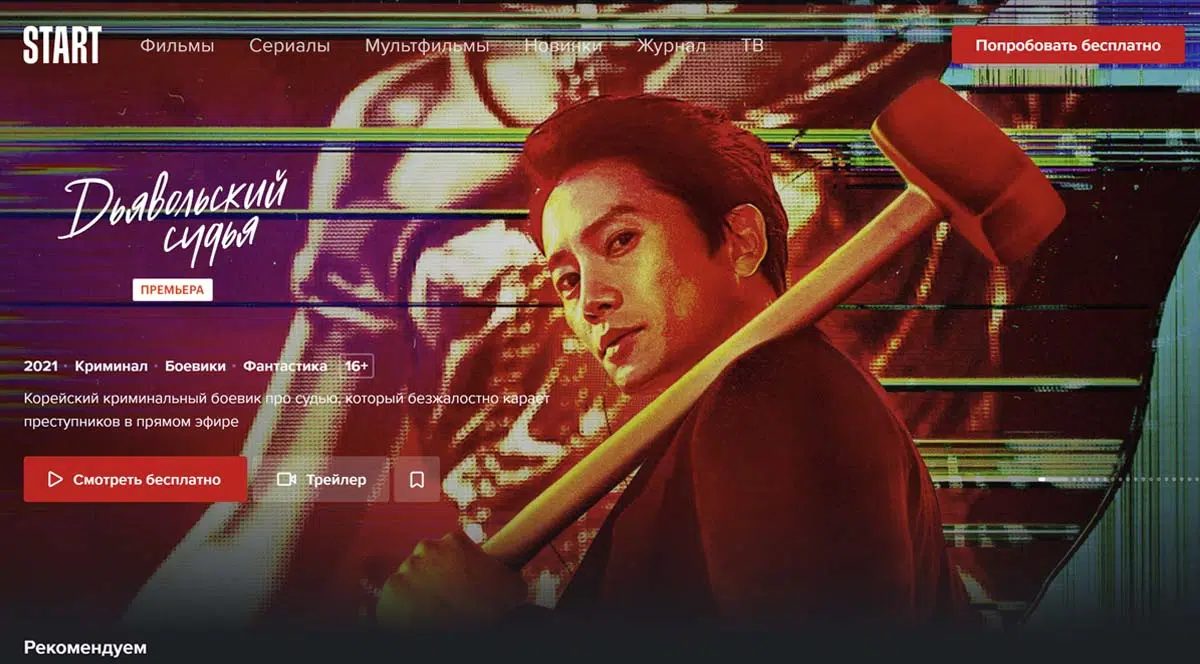 START Фильмы Сериалы Мультфильмы Новинки Журнал ТВ Попробовать бесплатно
Дьявольский
судья
ПРЕМЬЕРА
2021 · Криминал · Боевики · Фантастика 16+
Корейский криминальный боевик про судью, который безжалостно карает
преступников в прямом эфире
Смотреть бесплатно Трейлер
Рекомендуем